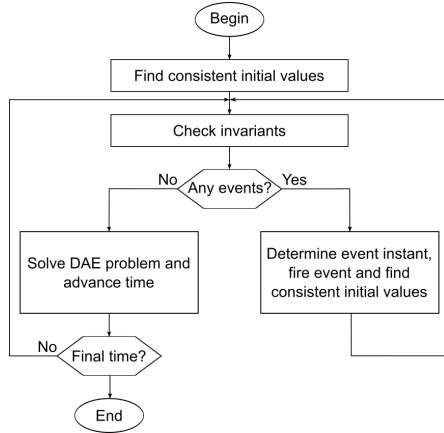 Begin
Find consistent initial values
Check invariants
No
Any events?
Yes
Solve DAE problem and
advance time
Determine event instant,
fire event and find
consistent initial values
No
Final time?
End